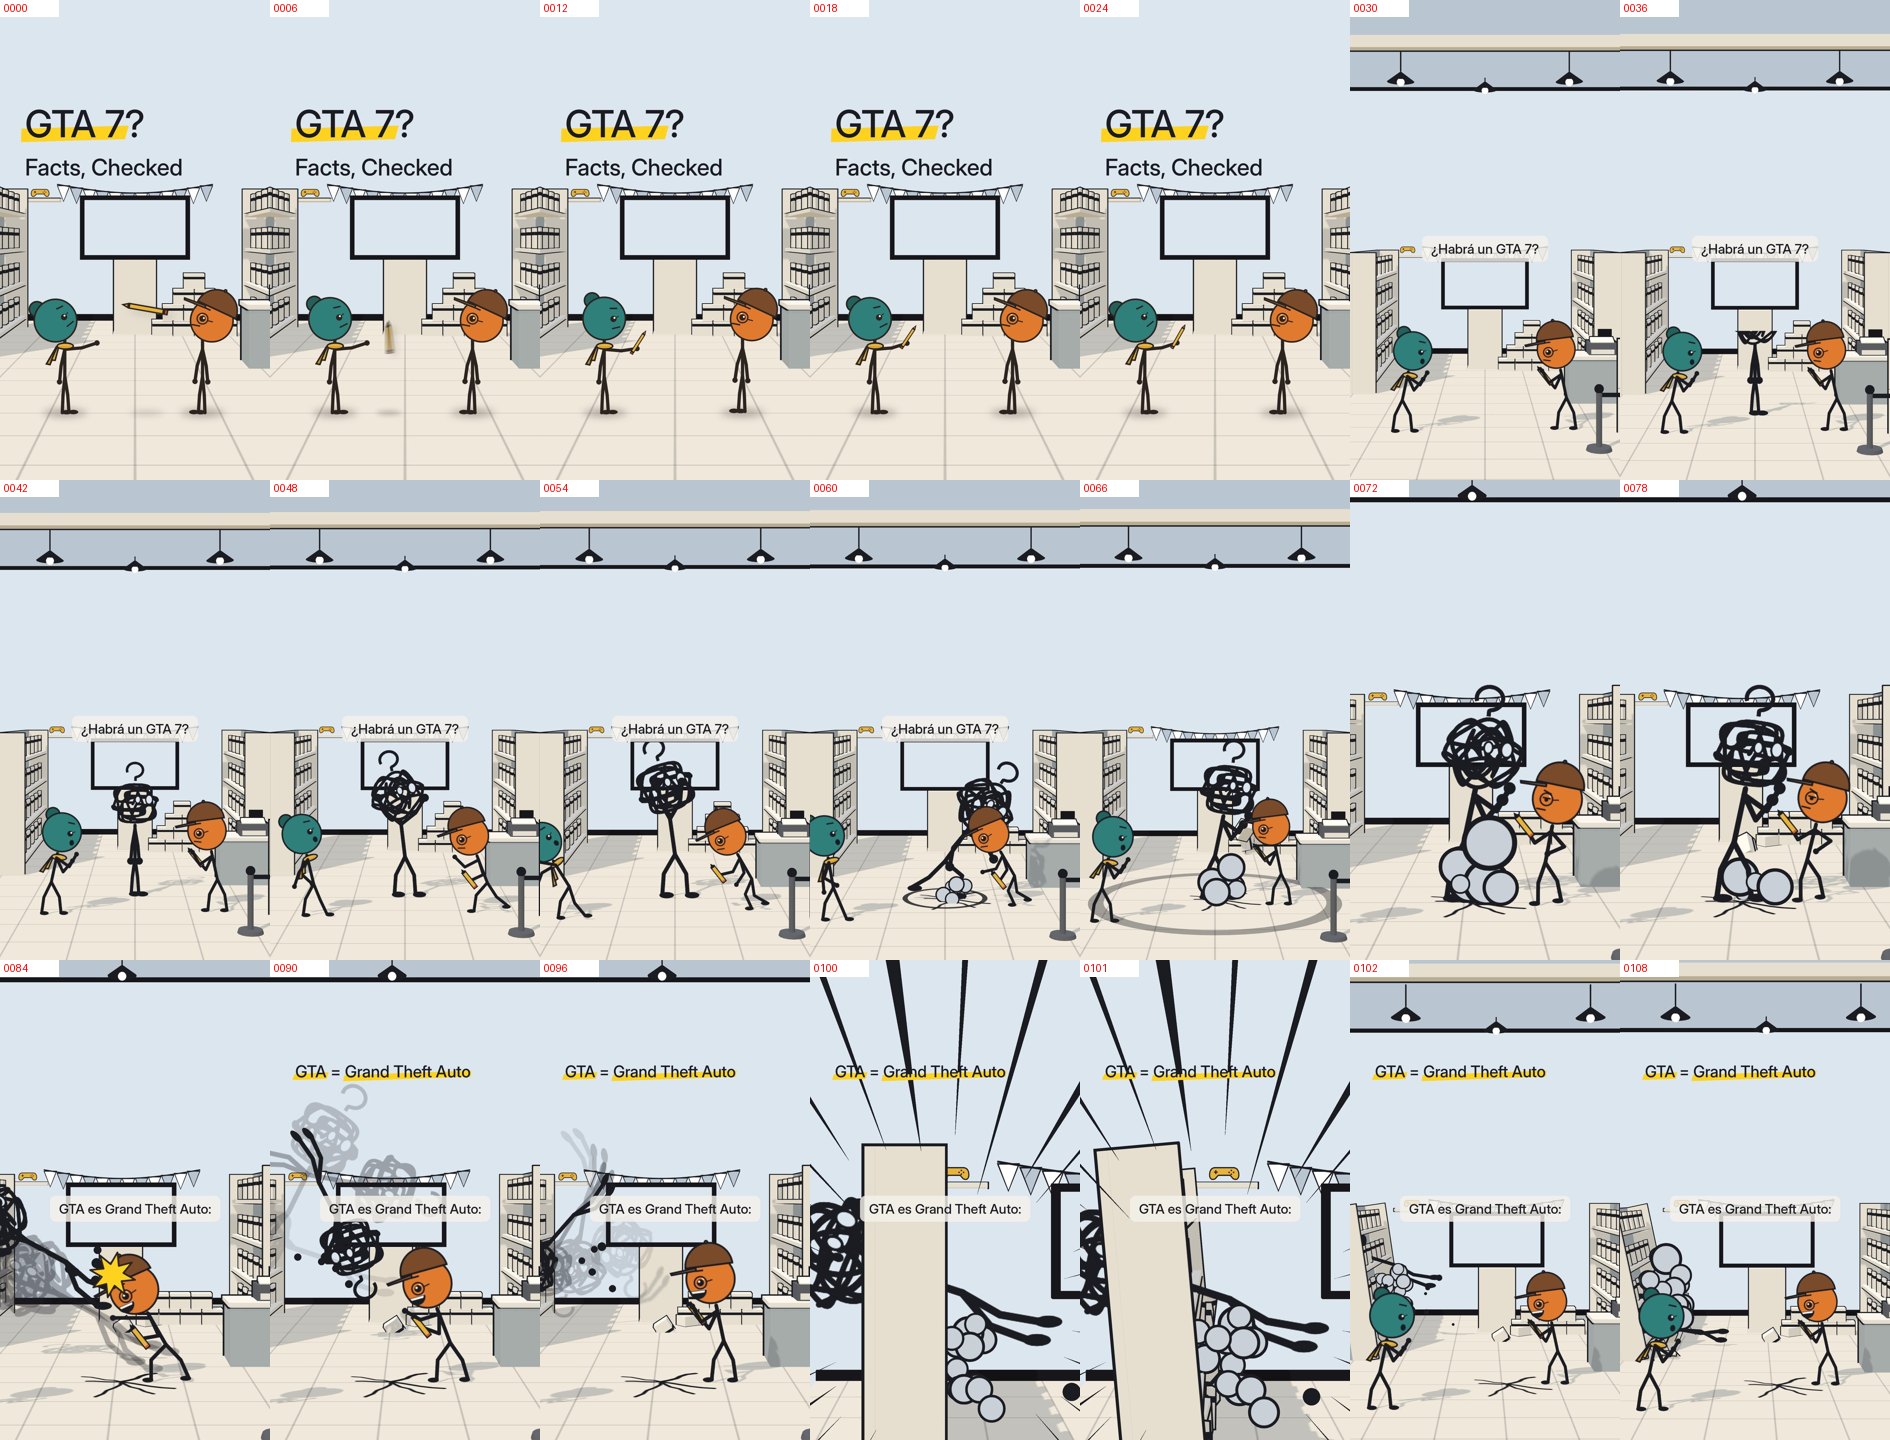 0000
0006
0012
0018
0024
0030
0036
GTA 7?
Facts, Checked
GTA 7?
Facts, Checked
GTA 7?
Facts, Checked
GTA 7?
Facts, Checked
GTA 7?
Facts, Checked
¿Habrá un GTA 7?
¿Habrá un GTA 7?
0042
0048
0054
0060
0066
0072
0078
¿Habrá un GTA 7?
¿Habrá un GTA 7?
¿Habrá un GTA 7?
¿Habrá un GTA 7?
0084
0090
0096
0100
0101
0102
0108
GTA = Grand Theft Auto
GTA = Grand Theft Auto
GTA = Grand Theft Auto
GTA = Grand Theft Auto
GTA = Grand Theft Auto
GTA = Grand Theft Auto
GTA es Grand Theft Auto:
GTA es Grand Theft Auto:
GTA es Grand Theft Auto:
GTA es Grand Theft Auto:
GTA es Grand Theft Auto:
GTA es Grand Theft Auto:
GTA es Grand Theft Auto: